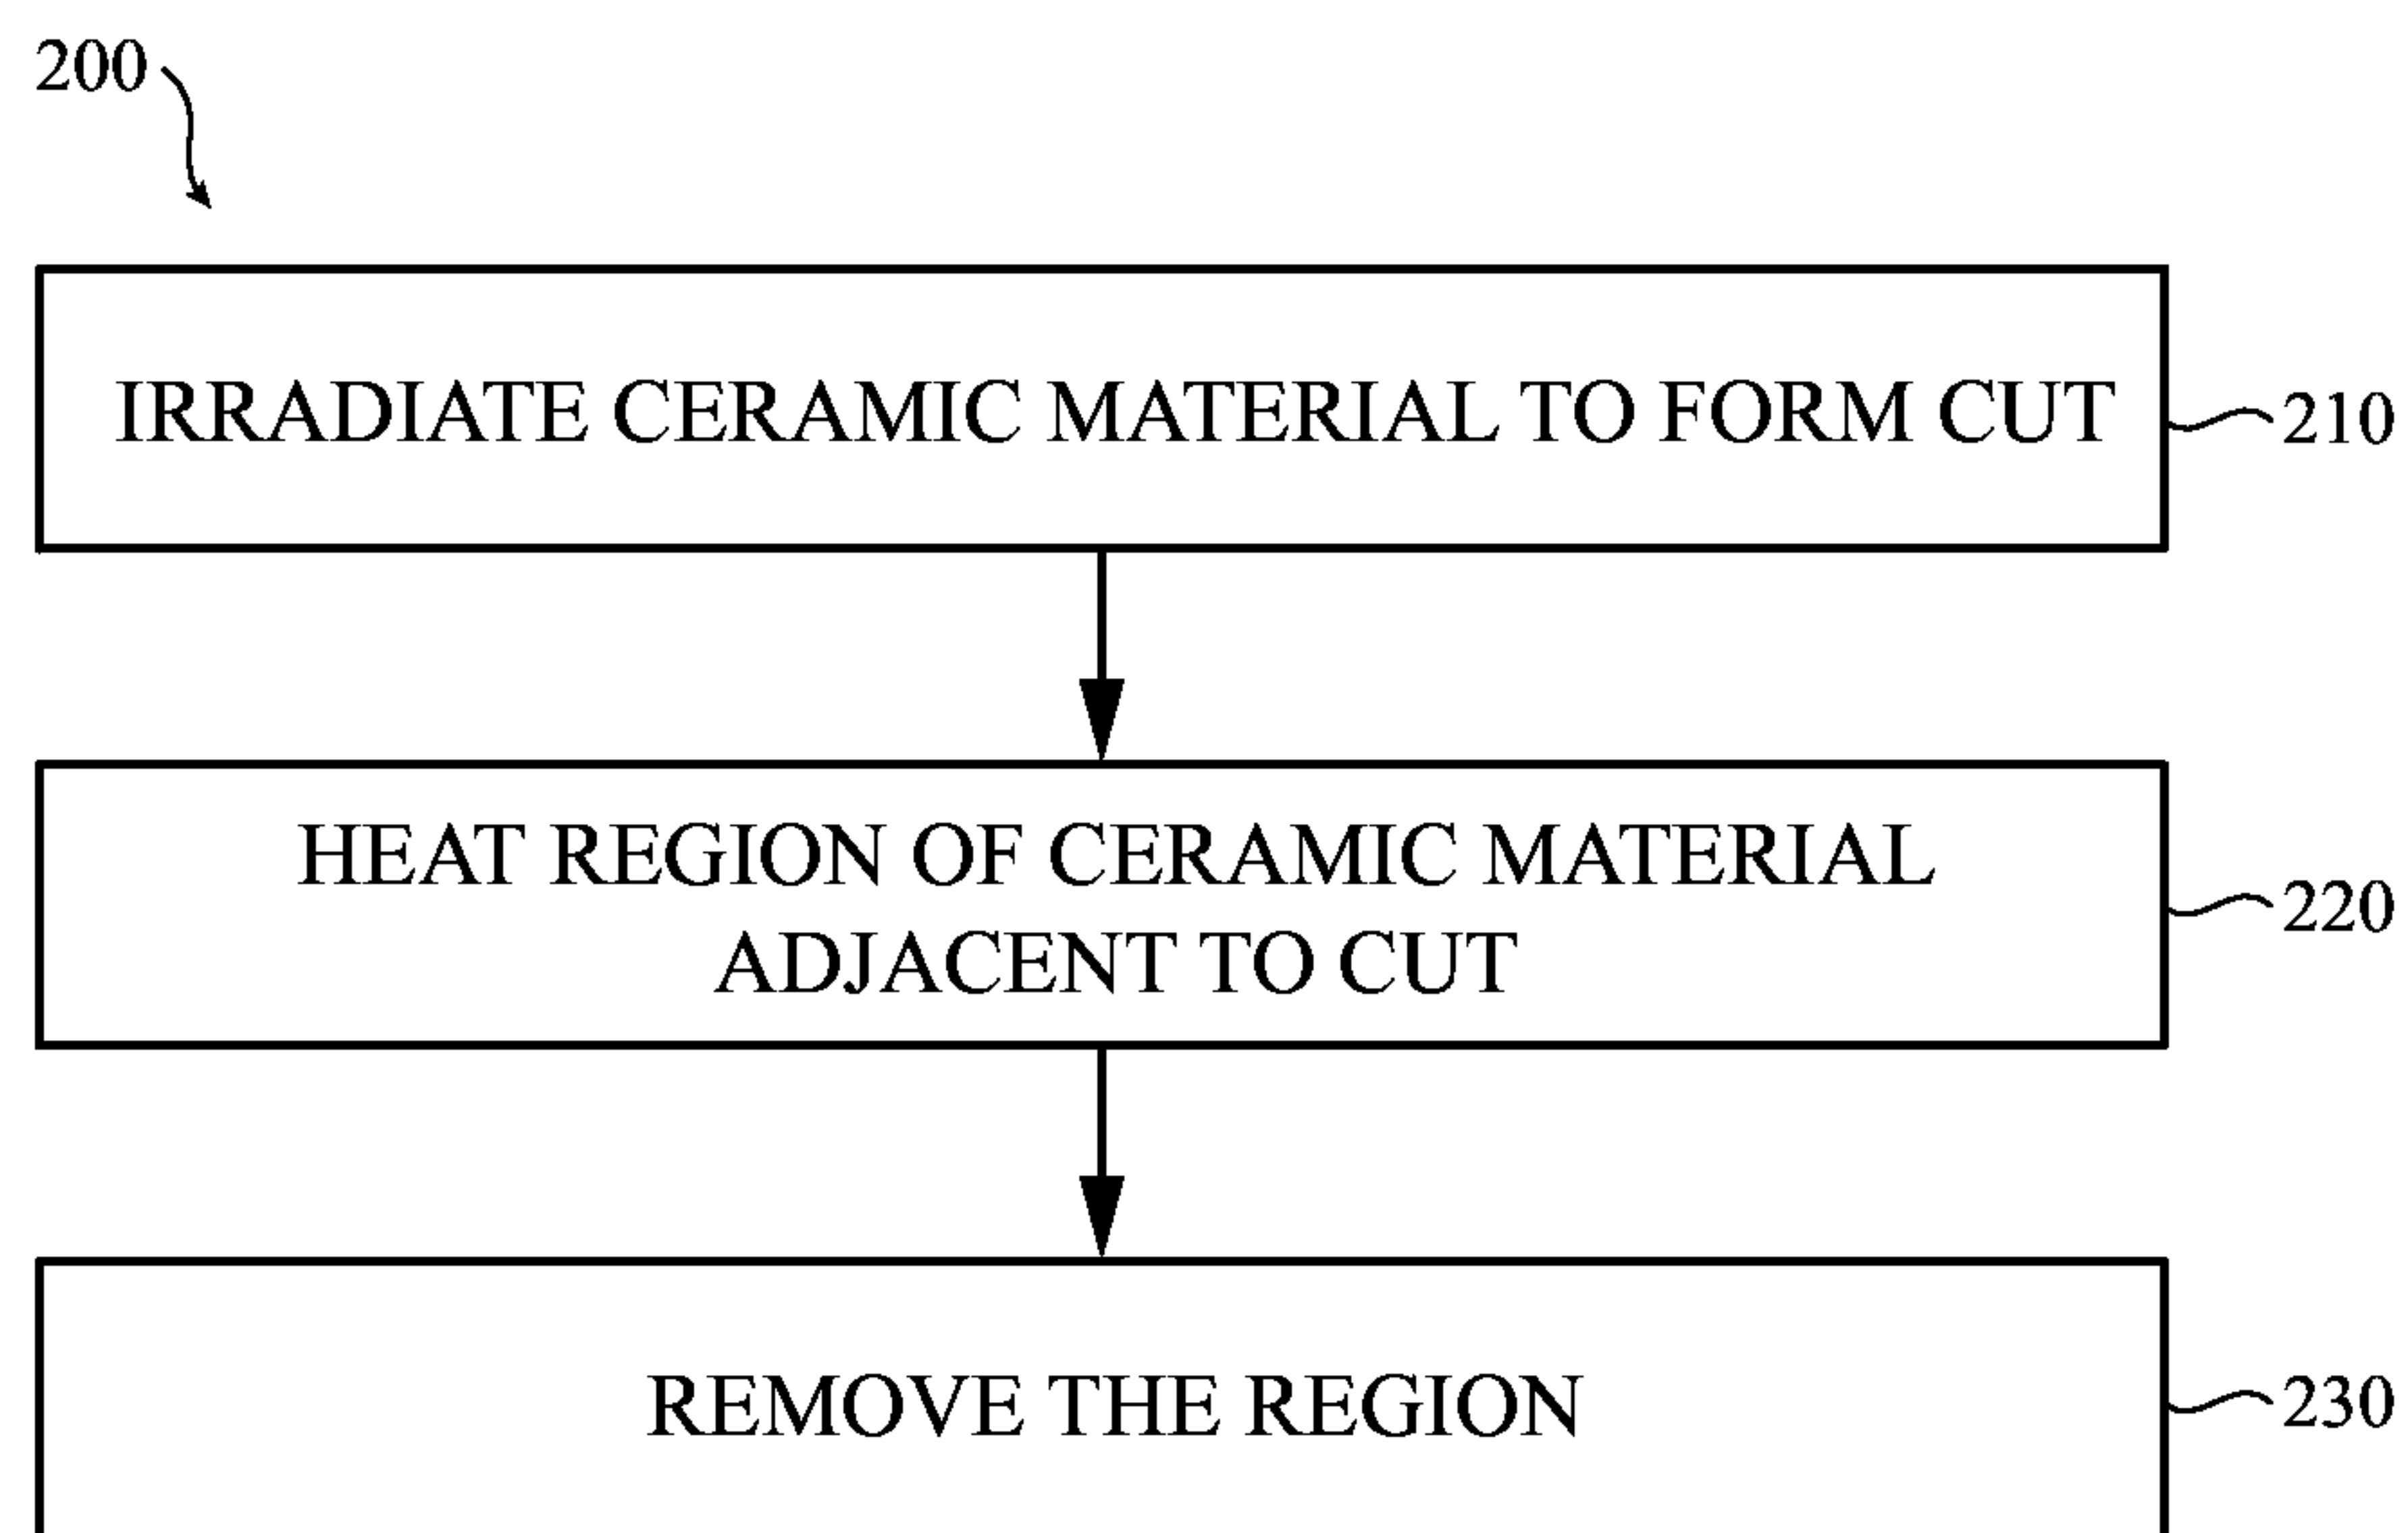 200
IRRADIATE CERAMIC MATERIAL TO FORM CUT
210
HEAT REGION OF CERAMIC MATERIAL
ADJACENT TO CUT
220
REMOVE THE REGION
230